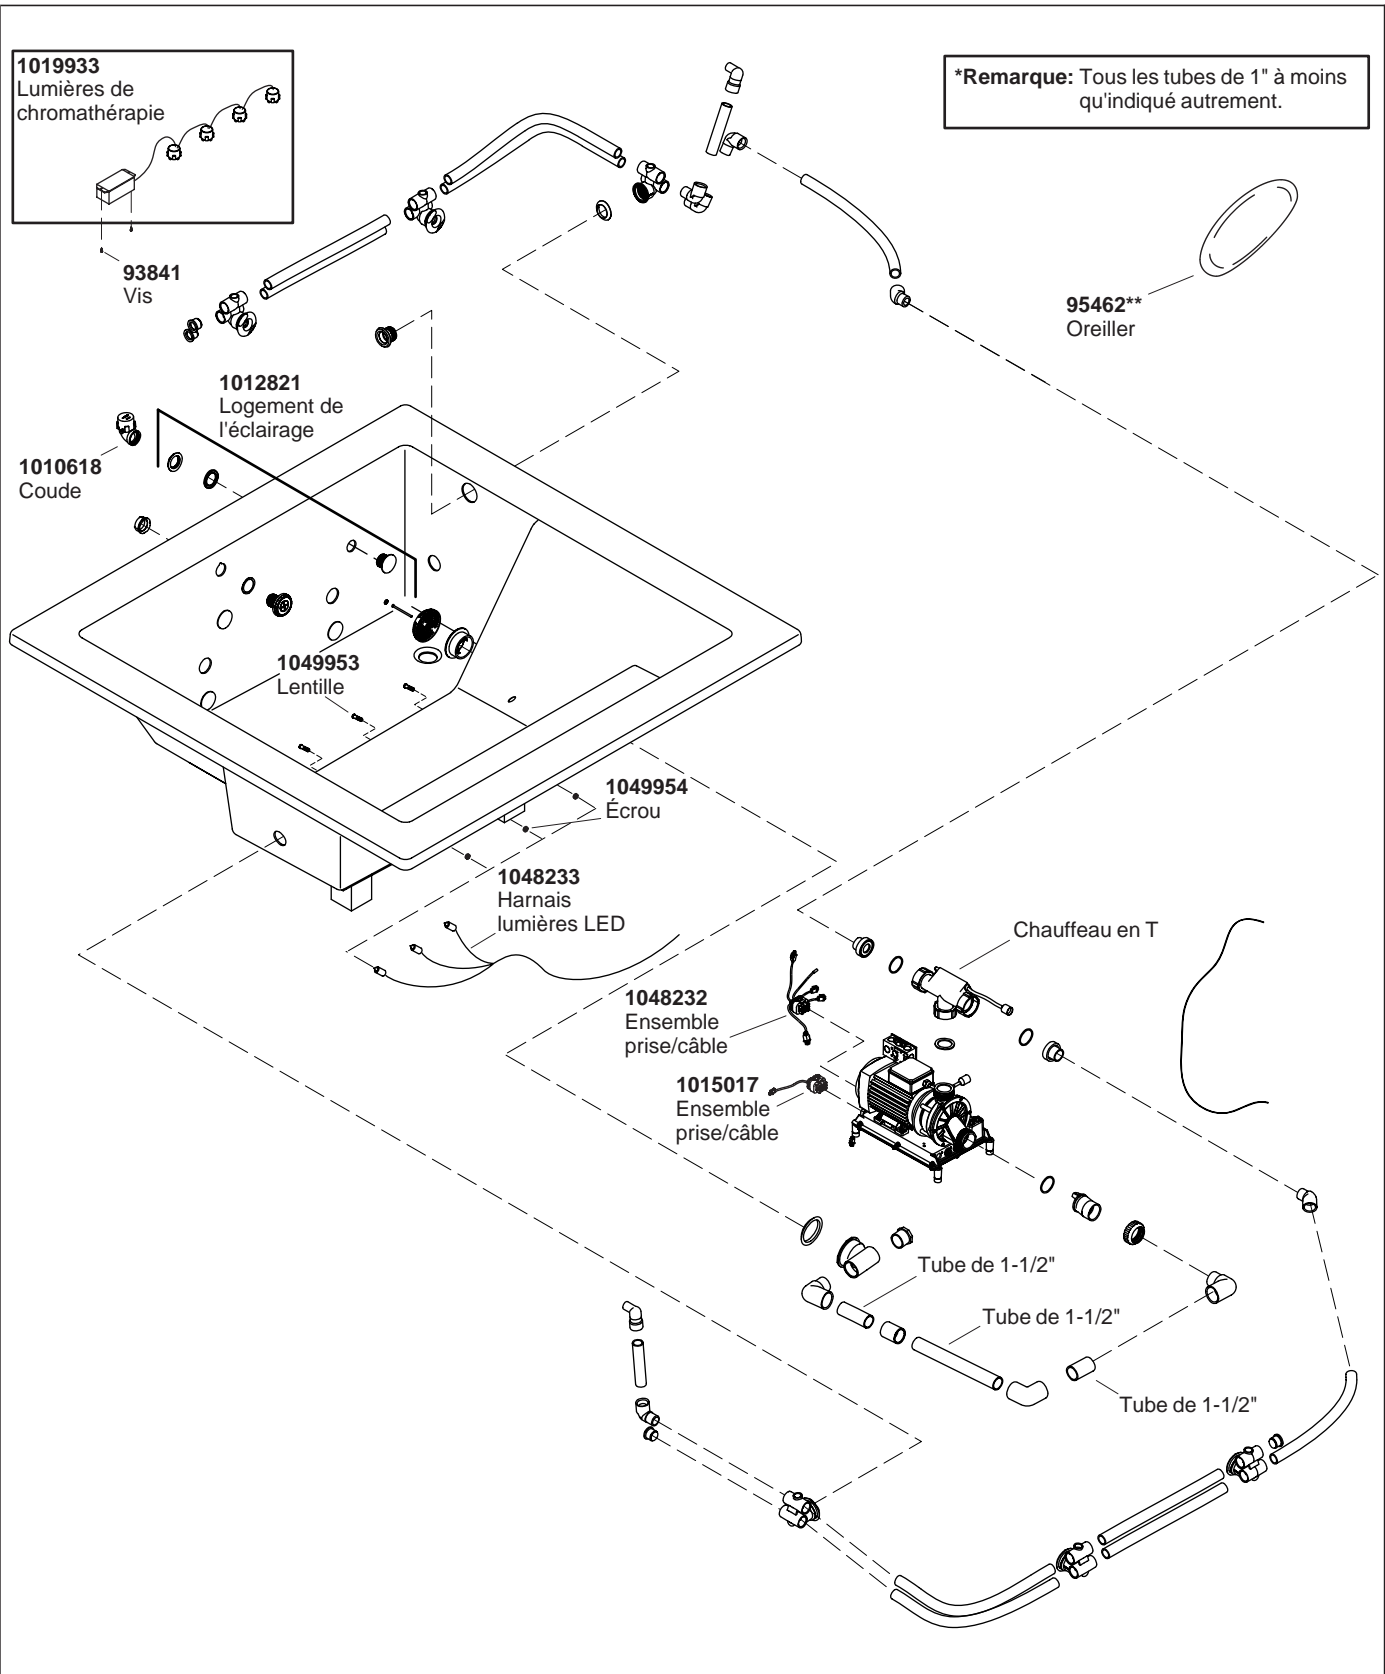 1019933
Lumières de
chromathérapie
*Remarque: Tous les tubes de 1" à moins
qu'indiqué autrement.
93841
Vis
95462**
Oreiller
1012821
Logement de
l'éclairage
1010618
Coude
1049953
Lentille
1049954
Écrou
1048233
Harnais
lumières LED
Chauffeau en T
1048232
Ensemble
prise/câble
1015017
Ensemble
prise/câble
Tube de 1-1/2"
Tube de 1-1/2"
Tube de 1-1/2"